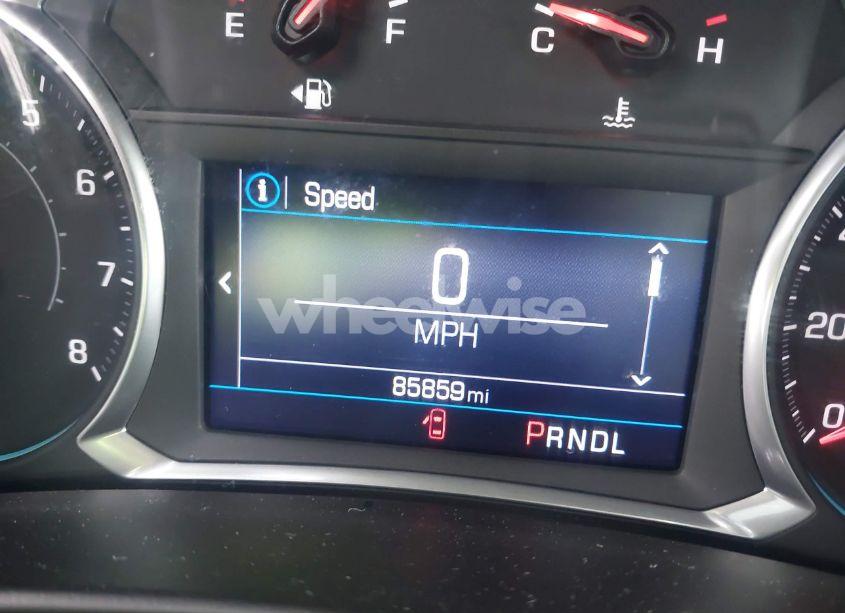 E F C H
5
6
7
8
i Speed
0
MPH
wheelwise
85859 mi
PRNDL
20
0